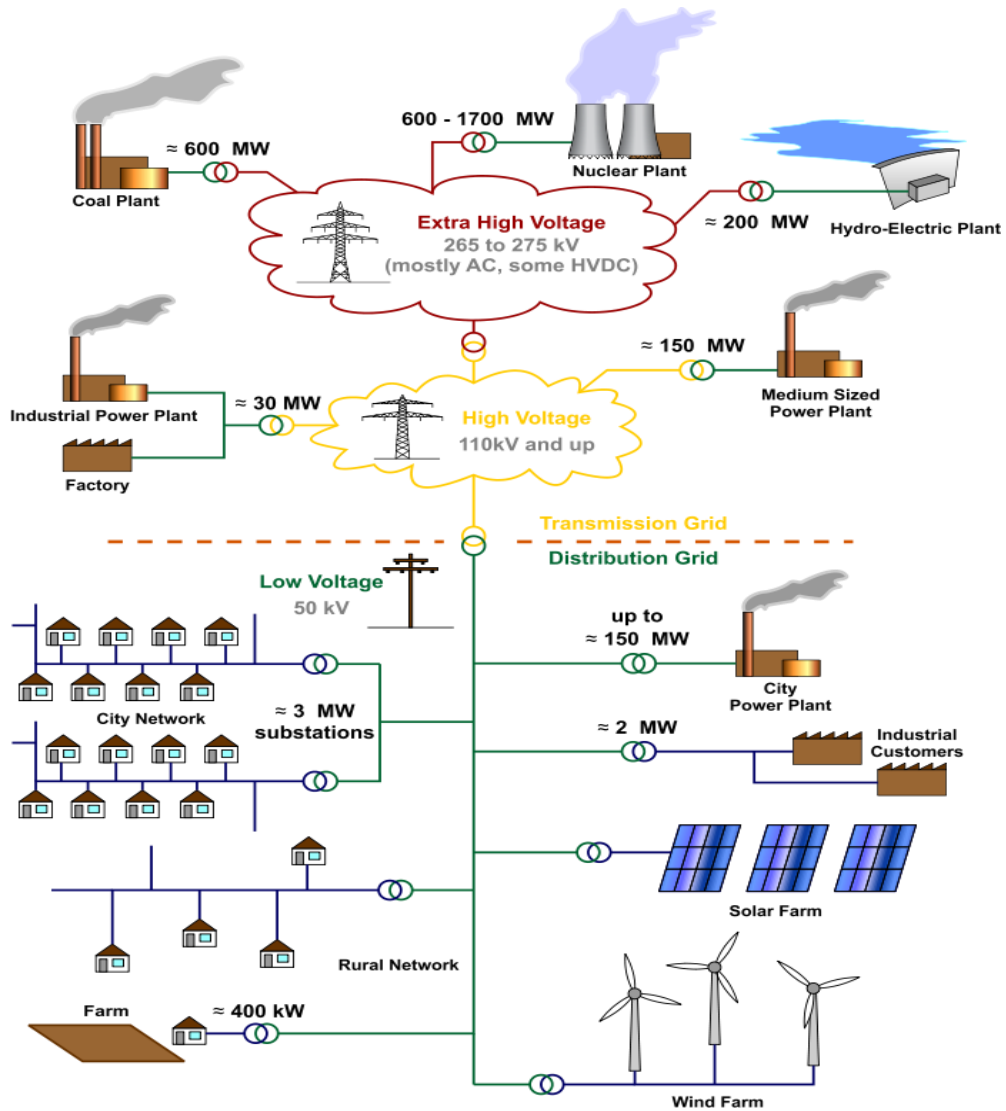 600 - 1700 MW
≈ 600 MW
Coal Plant
Nuclear Plant
≈ 200 MW
Hydro-Electric Plant
Extra High Voltage
265 to 275 kV
(mostly AC, some HVDC)
≈ 150 MW
Medium Sized
Power Plant
Industrial Power Plant
≈ 30 MW
Factory
High Voltage
110kV and up
Transmission Grid
Distribution Grid
Low Voltage
50 kV
up to
≈ 150 MW
City
Power Plant
City Network
≈ 3 MW
substations
≈ 2 MW
Industrial
Customers
Solar Farm
Rural Network
Farm
≈ 400 kW
Wind Farm